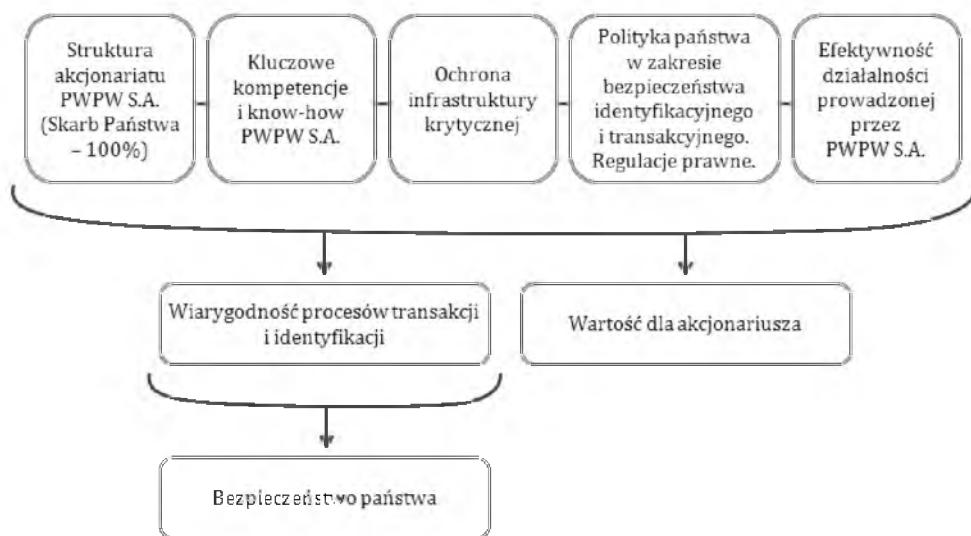 Struktura
akcjonariatu
PWPW S.A.
(Skarb Państwa
– 100%)
Kluczowe
kompetencje
i know-how
PWPW S.A.
Ochrona
infrastruktury
krytycznej
Polityka państwa
w zakresie
bezpieczeństwa
identyfikacyjnego
i transakcyjnego.
Regulacje prawne.
Efektywność
działalności
prowadzonej
przez
PWPW S.A.
Wiarygodność procesów transakcji
i identyfikacji
Wartość dla akcjonariusza
Bezpieczeństwo państwa